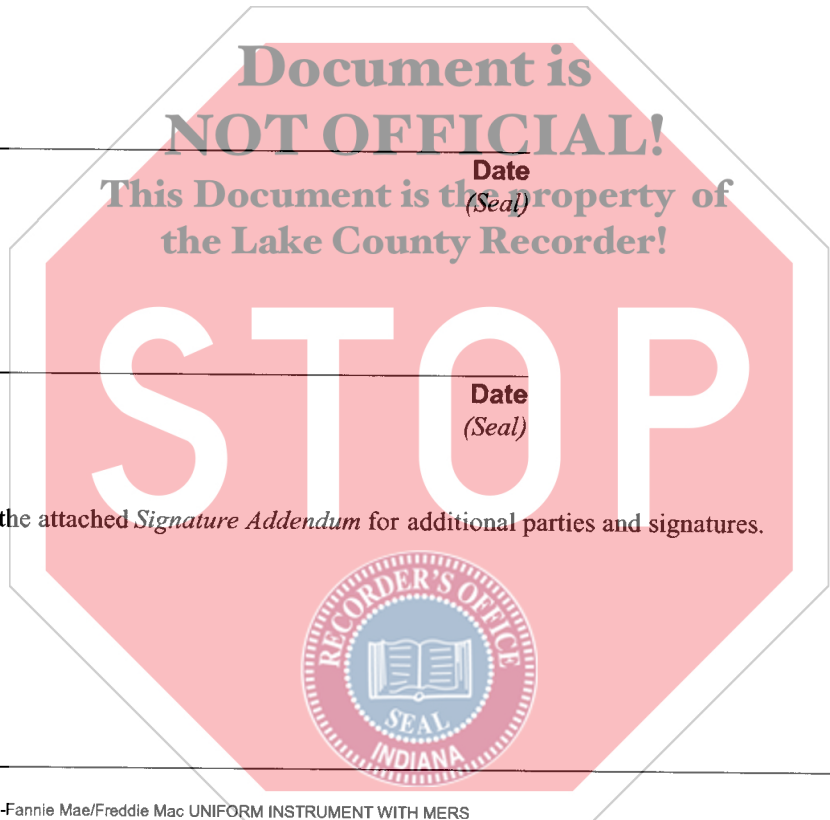 Document is
NOT OFFICIAL!
Date
This Document is the property of
(Seal)
the Lake County Recorder!
STOP
Date
(Seal)
the attached Signature Addendum for additional parties and signatures.
RECORDER'S OFFICE
SEAL
INDIANA
-Fannie Mae/Freddie Mac UNIFORM INSTRUMENT WITH MERS